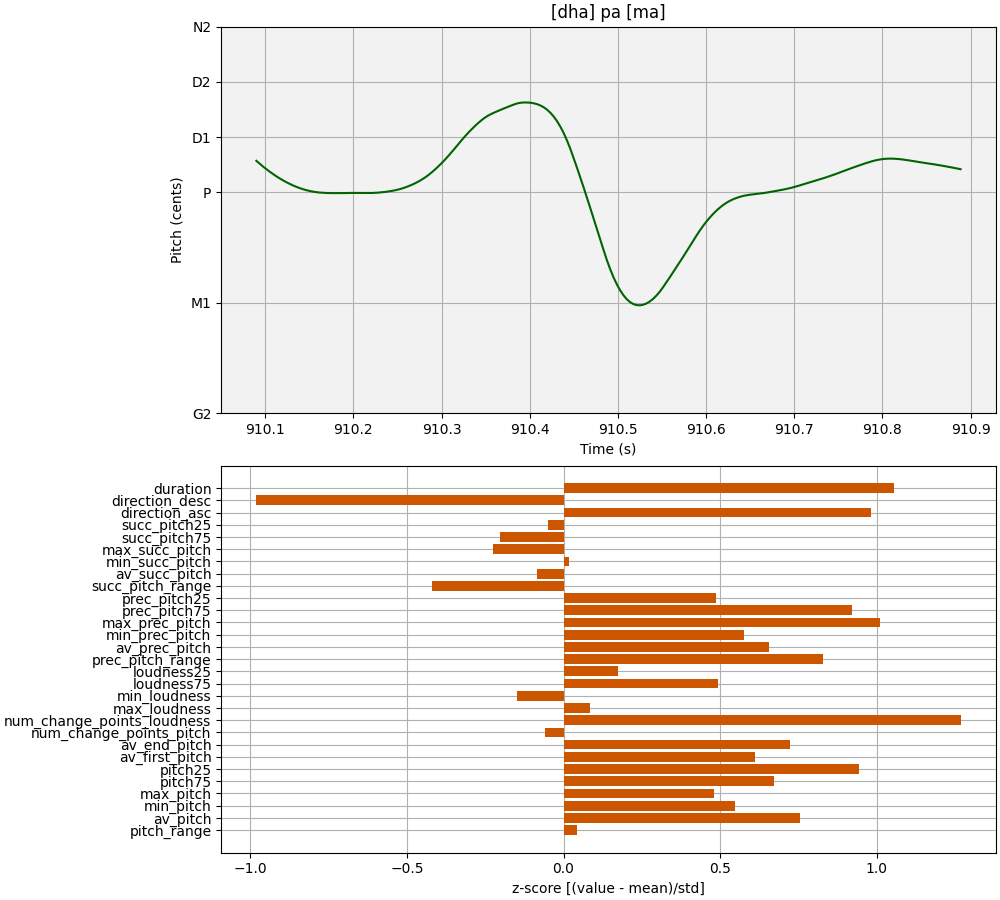 [dha] pa [ma]
N2
D2
D1
P
M1
G2
Pitch (cents)
910.1 910.2 910.3 910.4 910.5 910.6 910.7 910.8 910.9
Time (s)
duration
direction_desc
direction_asc
succ_pitch25
succ_pitch75
max_succ_pitch
min_succ_pitch
av_succ_pitch
succ_pitch_range
prec_pitch25
prec_pitch75
max_prec_pitch
min_prec_pitch
av_prec_pitch
prec_pitch_range
loudness25
loudness75
min_loudness
max_loudness
num_change_points_loudness
num_change_points_pitch
av_end_pitch
av_first_pitch
pitch25
pitch75
max_pitch
min_pitch
av_pitch
pitch_range
−1.0 −0.5 0.0 0.5 1.0
z-score [(value - mean)/std]